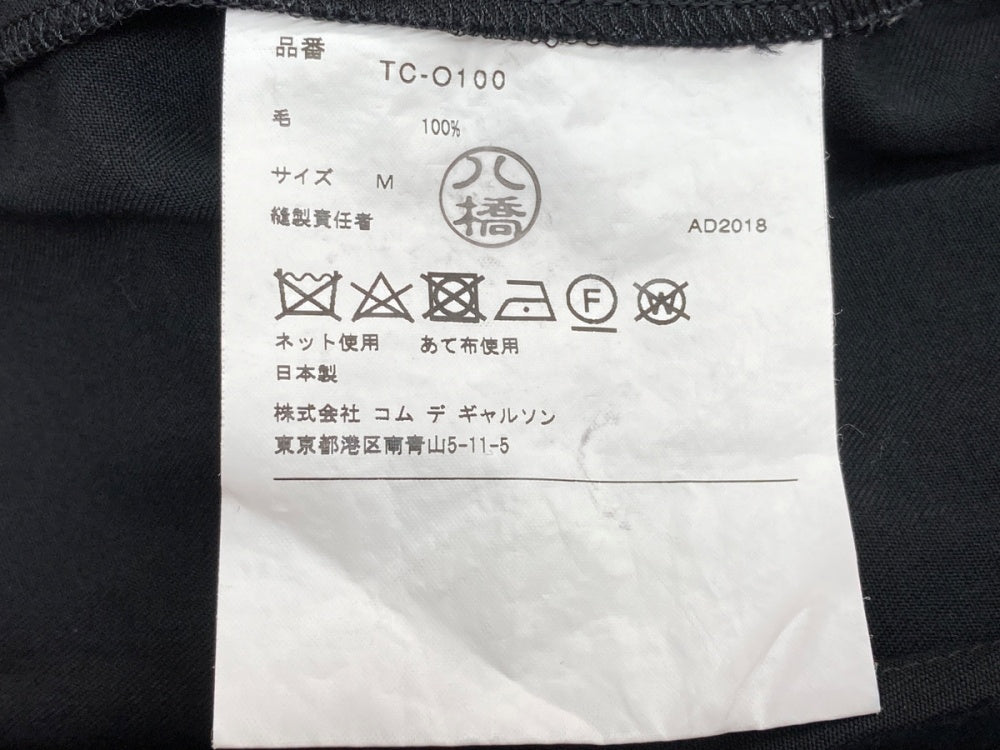 品番 TC-O100
毛 100%
サイズ M
縫製責任者 八橋 AD2018
F W
ネット使用 あて布使用
日本製
株式会社 コム デ ギャルソン
東京都港区南青山5-11-5